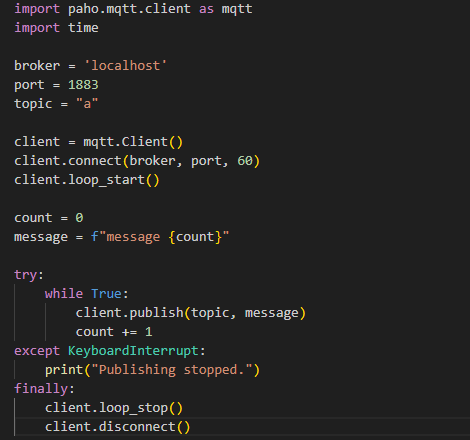 import paho.mqtt.client as mqtt
import time

broker = 'localhost'
port = 1883
topic = "a"

client = mqtt.Client()
client.connect(broker, port, 60)
client.loop_start()

count = 0
message = f"message {count}"

try:
    while True:
        client.publish(topic, message)
        count += 1
except KeyboardInterrupt:
    print("Publishing stopped.")
finally:
    client.loop_stop()
    client.disconnect()